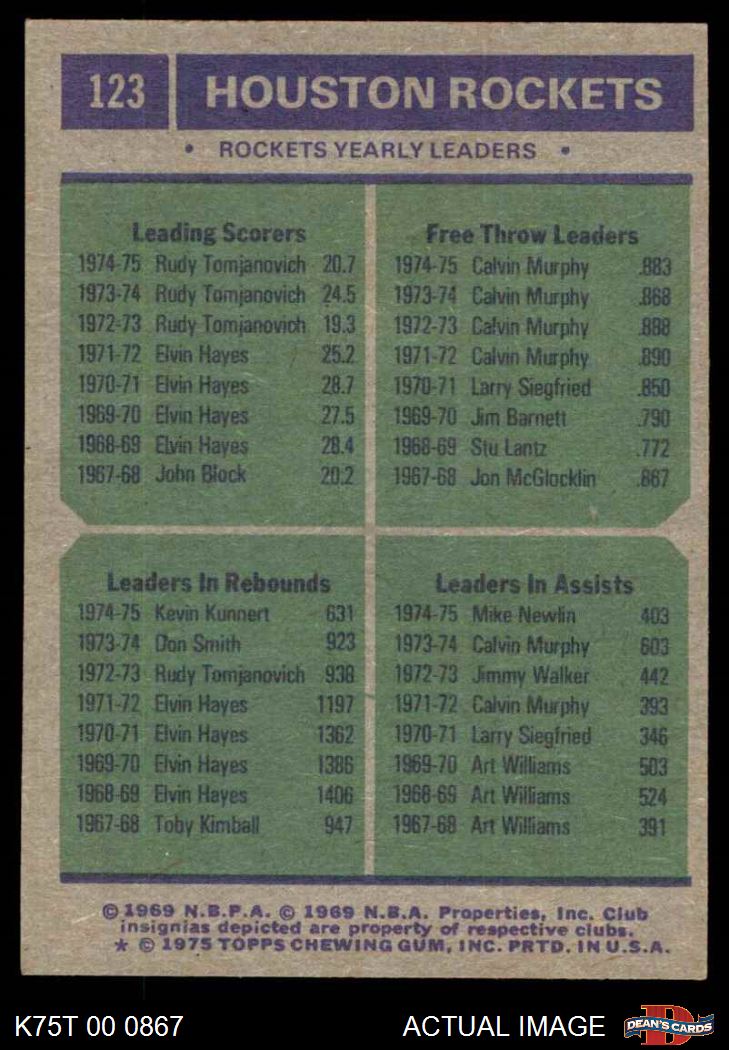 123 HOUSTON ROCKETS
• ROCKETS YEARLY LEADERS •
Leading Scorers
1974-75 Rudy Tomjanovich 20.7
1973-74 Rudy Tomjanovich 24.5
1972-73 Rudy Tomjanovich 19.3
1971-72 Elvin Hayes 25.2
1970-71 Elvin Hayes 28.7
1969-70 Elvin Hayes 27.5
1968-69 Elvin Hayes 28.4
1967-68 John Block 20.2
Free Throw Leaders
1974-75 Calvin Murphy .883
1973-74 Calvin Murphy .868
1972-73 Calvin Murphy .888
1971-72 Calvin Murphy .890
1970-71 Larry Siegfried .850
1969-70 Jim Barnett .790
1968-69 Stu Lantz .772
1967-68 Jon McGlocklin .867
Leaders In Rebounds
1974-75 Kevin Kunnert 631
1973-74 Don Smith 923
1972-73 Rudy Tomjanovich 938
1971-72 Elvin Hayes 1197
1970-71 Elvin Hayes 1362
1969-70 Elvin Hayes 1386
1968-69 Elvin Hayes 1406
1967-68 Toby Kimball 947
Leaders In Assists
1974-75 Mike Newlin 403
1973-74 Calvin Murphy 603
1972-73 Jimmy Walker 442
1971-72 Calvin Murphy 393
1970-71 Larry Siegfried 346
1969-70 Art Williams 503
1968-69 Art Williams 524
1967-68 Art Williams 391
© 1969 N.B.P.A. © 1969 N.B.A. Properties, Inc. Club
insignias depicted are property of respective clubs.
★ © 1975 TOPPS CHEWING GUM, INC. PRTD. IN U.S.A.
K75T 00 0867 ACTUAL IMAGE
D
DEAN'S CARDS